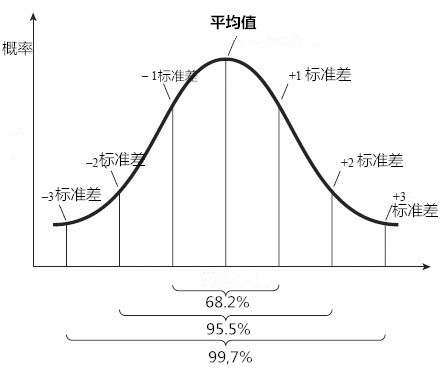 平均值
概率
－1标准差
+1 标准差
–2标准差
+2 标准差
–3标准差
+3
标准差
68.2%
95.5%
99,7%